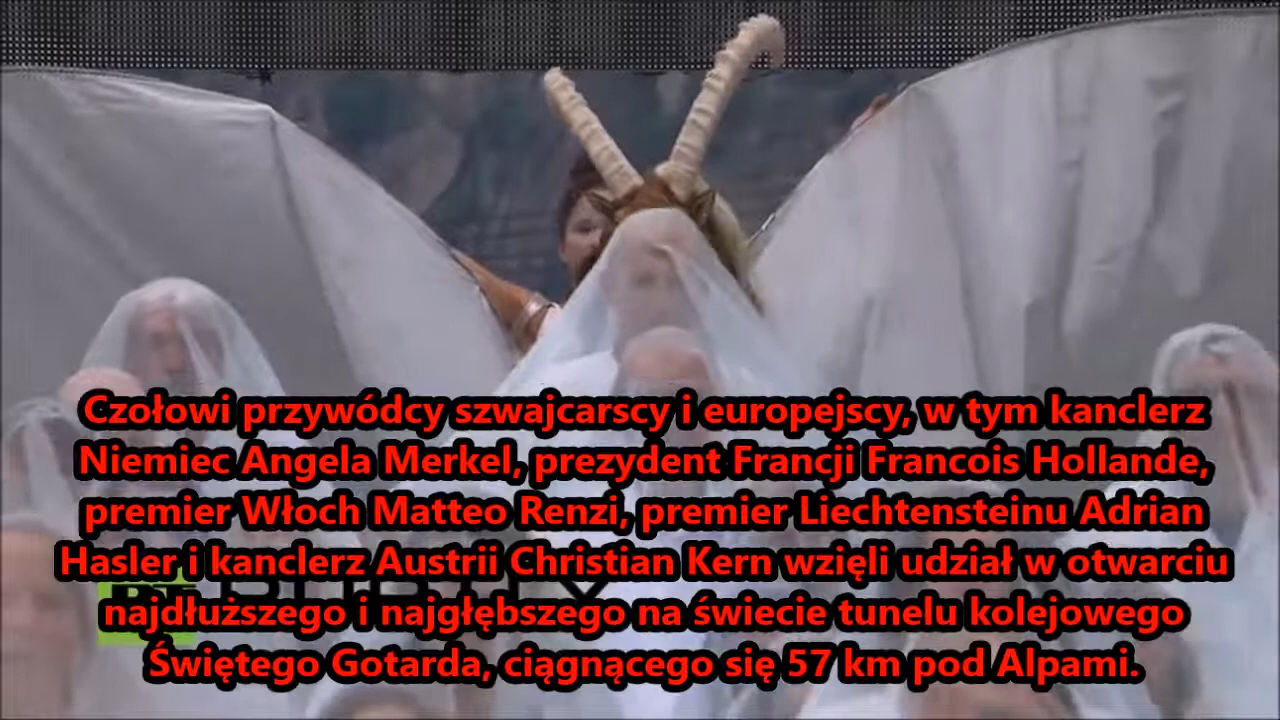 Czołowi przywódcy szwajcarscy i europejscy, w tym kanclerz
Niemiec Angela Merkel, prezydent Francji Francois Hollande,
premier Włoch Matteo Renzi, premier Liechtensteinu Adrian
Hasler i kanclerz Austrii Christian Kern wzięli udział w otwarciu
najdłuższego i najgłębszego na świecie tunelu kolejowego
Świętego Gotarda, ciągnącego się 57 km pod Alpami.